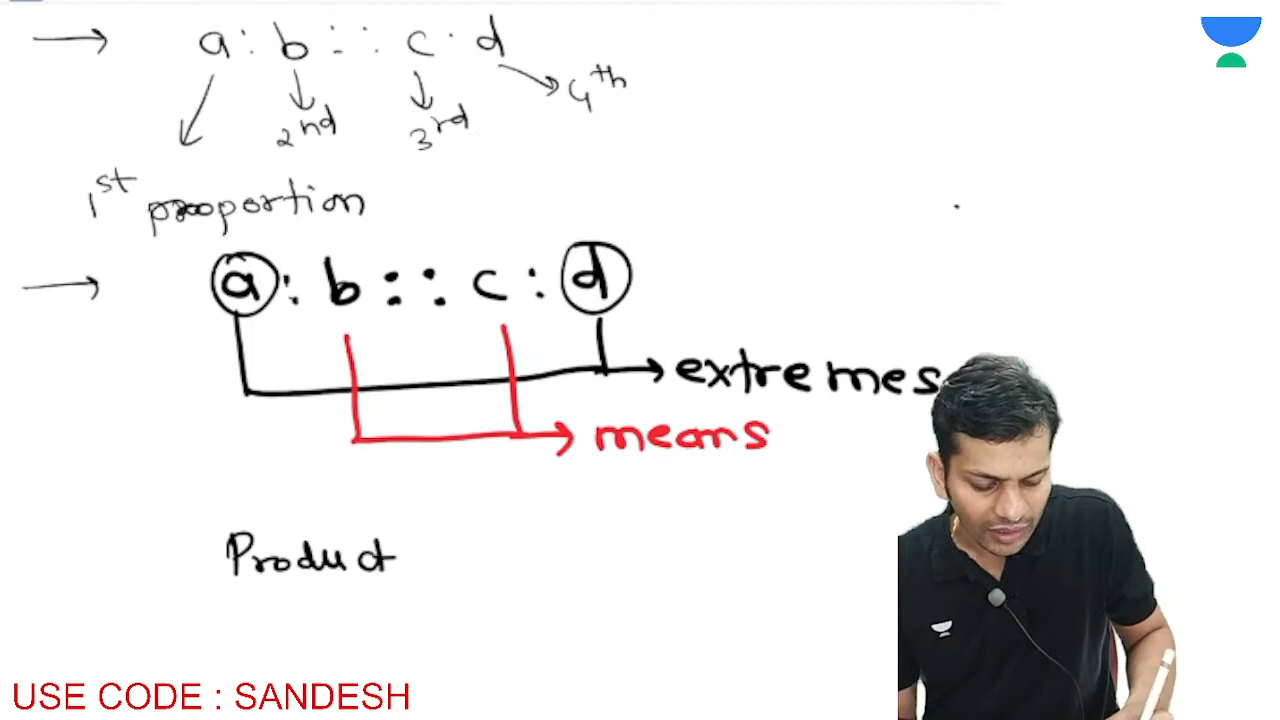 → a : b :: c . d
2nd 3rd 4th
1st proportion
→ a : b :: c : d
→ extremes
→ means
Product
USE CODE : SANDESH